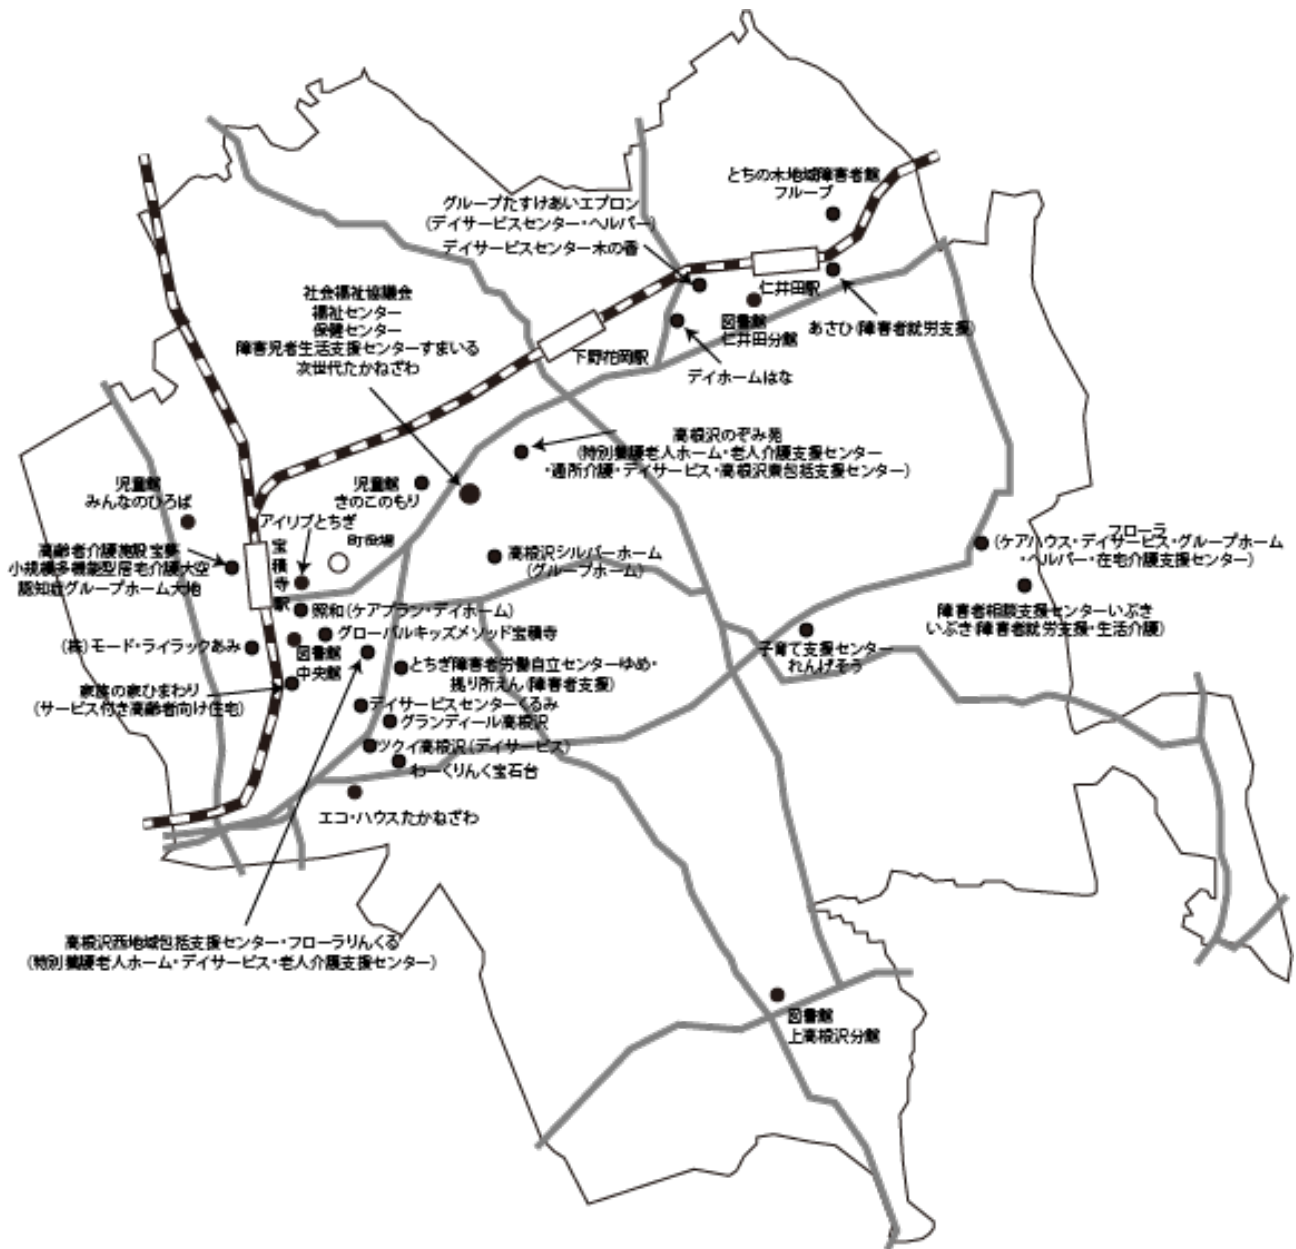 とちの木地域障害者館
フループ
グループたすけあいエプロン
(デイサービスセンター・ヘルパー)
デイサービスセンター木の香
仁井田駅
あさひ(障害者就労支援)
図書館
仁井田分館
デイホームはな
下野花岡駅
社会福祉協議会
福祉センター
保健センター
障害児者生活支援センターすまいる
次世代たかねざわ
高根沢のぞみ苑
(特別養護老人ホーム・老人介護支援センター
・通所介護・デイサービス・高根沢東包括支援センター)
児童館
きのこのもり
児童館
みんなのひろば
アイリブとちぎ
町役場
宝積寺駅
高齢者介護施設 宝夢
小規模多機能型居宅介護大空
認知症グループホーム大地
高根沢シルバーホーム
(グループホーム)
フローラ
(ケアハウス・デイサービス・グループホーム
・ヘルパー・在宅介護支援センター)
障害者相談支援センターいぶき
いぶき(障害者就労支援・生活介護)
照和(ケアプラン・デイホーム)
グローバルキッズメソッド宝積寺
(株)モード・ライラックあみ
図書館
中央館
子育て支援センター
れんげそう
とちぎ障害者労働自立センターゆめ・
拠り所えん(障害者支援)
家族の家ひまわり
(サービス付き高齢者向け住宅)
デイサービスセンターくるみ
グランディール高根沢
ツクイ高根沢(デイサービス)
わーくりんく宝石台
エコ・ハウスたかねざわ
高根沢西地域包括支援センター・フローラりんくる
(特別養護老人ホーム・デイサービス・老人介護支援センター)
図書館
上高根沢分館